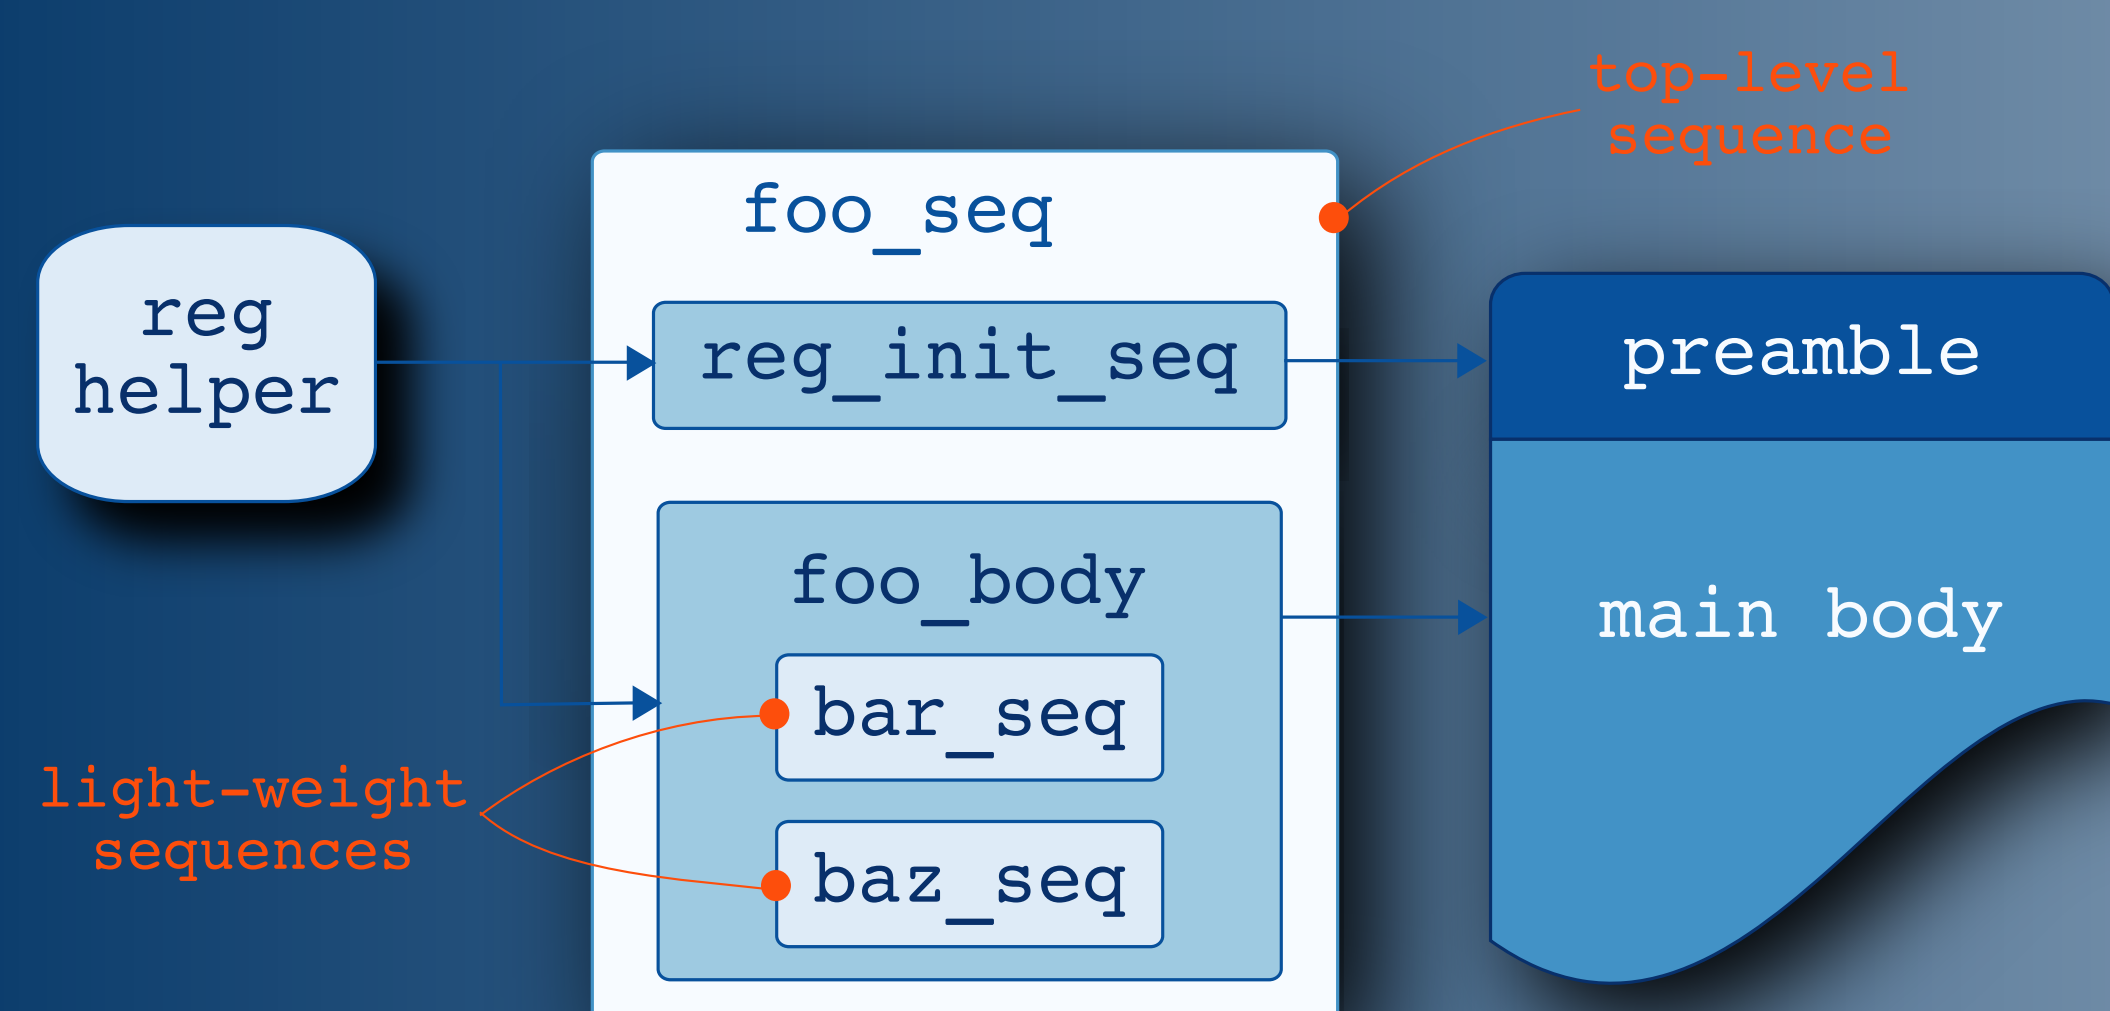 top-level
sequence
foo_seq
reg
helper
reg_init_seq
preamble
foo_body
main body
bar_seq
light-weight
sequences
baz_seq